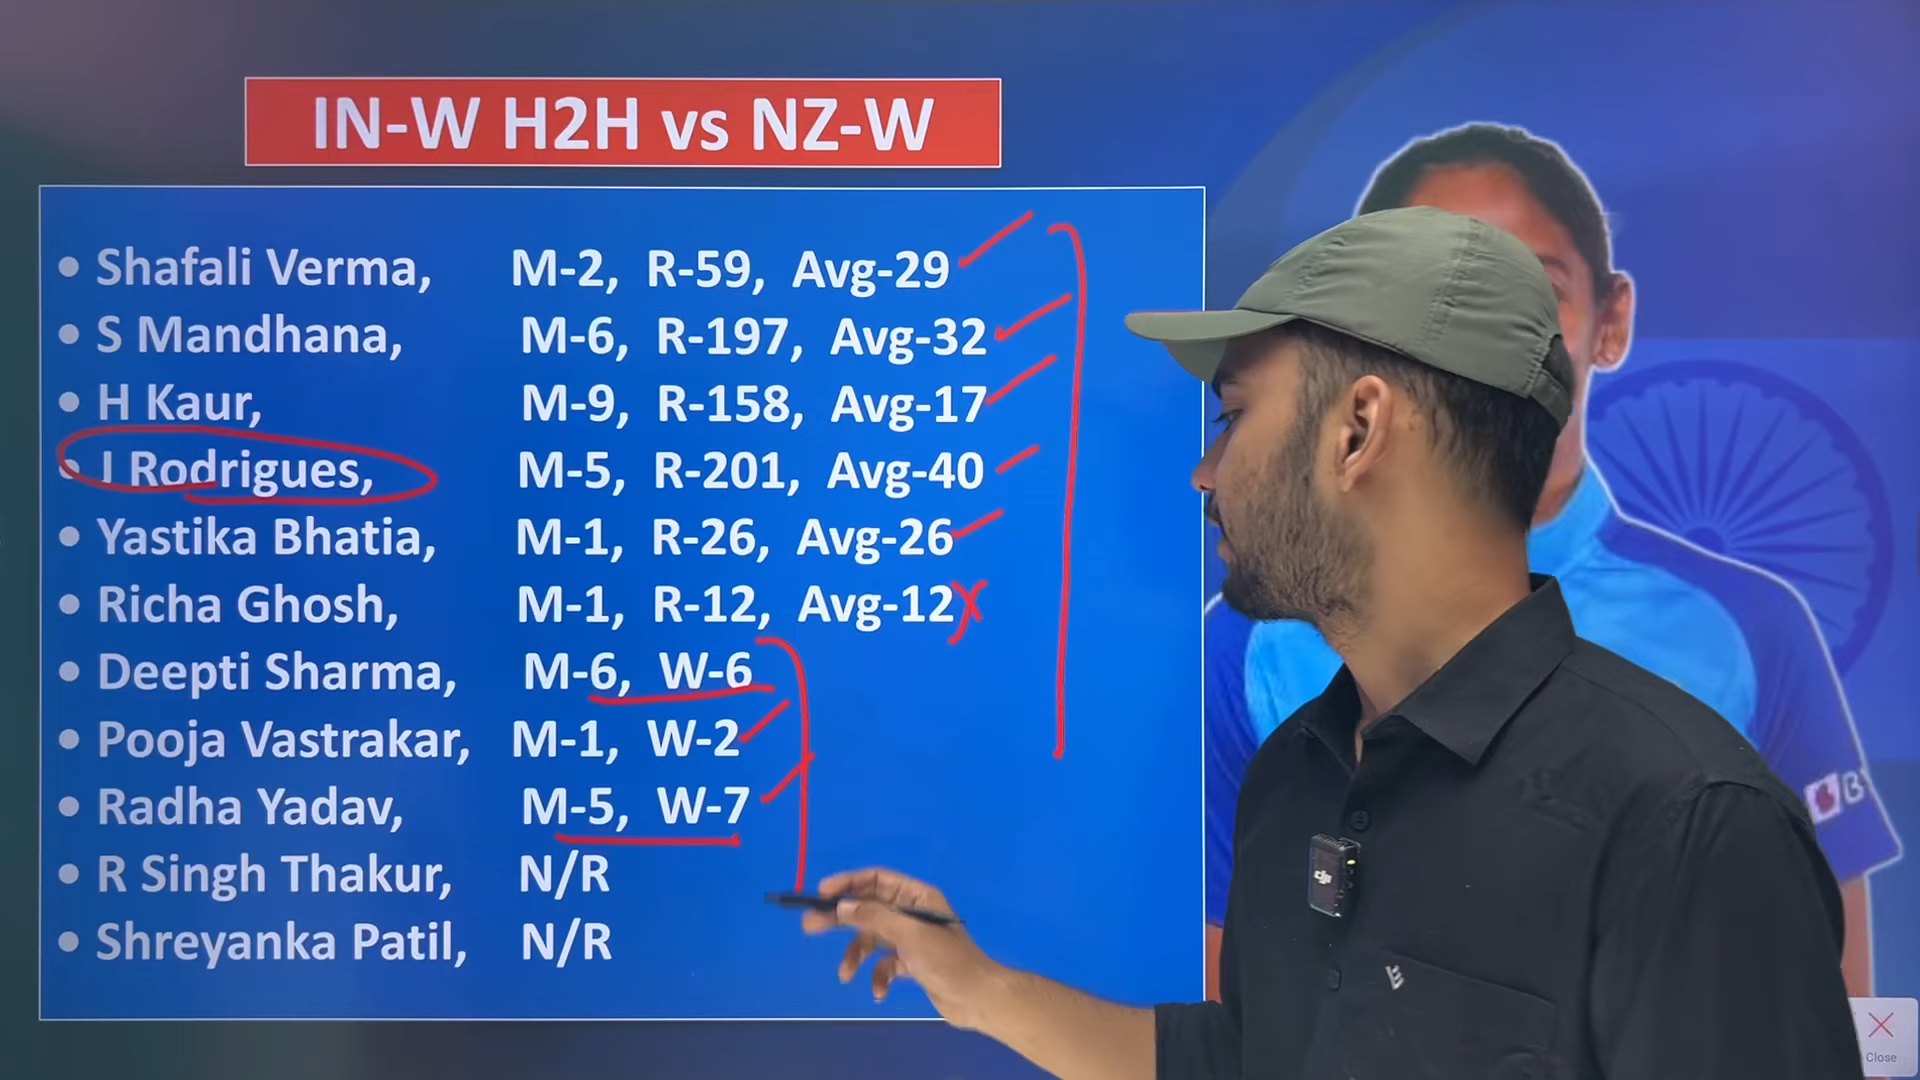 IN-W H2H vs NZ-W
• Shafali Verma, M-2, R-59, Avg-29
• S Mandhana, M-6, R-197, Avg-32
• H Kaur, M-9, R-158, Avg-17
• J Rodrigues, M-5, R-201, Avg-40
• Yastika Bhatia, M-1, R-26, Avg-26
• Richa Ghosh, M-1, R-12, Avg-12
• Deepti Sharma, M-6, W-6
• Pooja Vastrakar, M-1, W-2
• Radha Yadav, M-5, W-7
• R Singh Thakur, N/R
• Shreyanka Patil, N/R
dji
Close